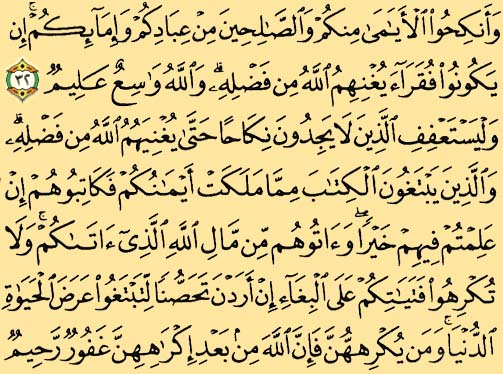 وَأَنكِحُوا۟ ٱلْأَيَـٰمَىٰ مِنكُمْ وَٱلصَّـٰلِحِينَ مِنْ عِبَادِكُمْ وَإِمَآئِكُمْ ۚ إِن
يَكُونُوا۟ فُقَرَآءَ يُغْنِهِمُ ٱللَّهُ مِن فَضْلِهِۦ ۗ وَٱللَّهُ وَٰسِعٌ عَلِيمٌ ٣٢
وَلْيَسْتَعْفِفِ ٱلَّذِينَ لَا يَجِدُونَ نِكَاحًا حَتَّىٰ يُغْنِيَهُمُ ٱللَّهُ مِن فَضْلِهِۦ ۗ
وَٱلَّذِينَ يَبْتَغُونَ ٱلْكِتَـٰبَ مِمَّا مَلَكَتْ أَيْمَـٰنُكُمْ فَكَاتِبُوهُمْ إِنْ
عَلِمْتُمْ فِيهِمْ خَيْرًا ۖ وَءَاتُوهُم مِّن مَّالِ ٱللَّهِ ٱلَّذِىٓ ءَاتَىٰكُمْ ۚ وَلَا
تُكْرِهُوا۟ فَتَيَـٰتِكُمْ عَلَى ٱلْبِغَآءِ إِنْ أَرَدْنَ تَحَصُّنًا لِّتَبْتَغُوا۟ عَرَضَ ٱلْحَيَوٰةِ
ٱلدُّنْيَا ۚ وَمَن يُكْرِههُّنَّ فَإِنَّ ٱللَّهَ مِنۢ بَعْدِ إِكْرَٰهِهِنَّ غَفُورٌ رَّحِيمٌ